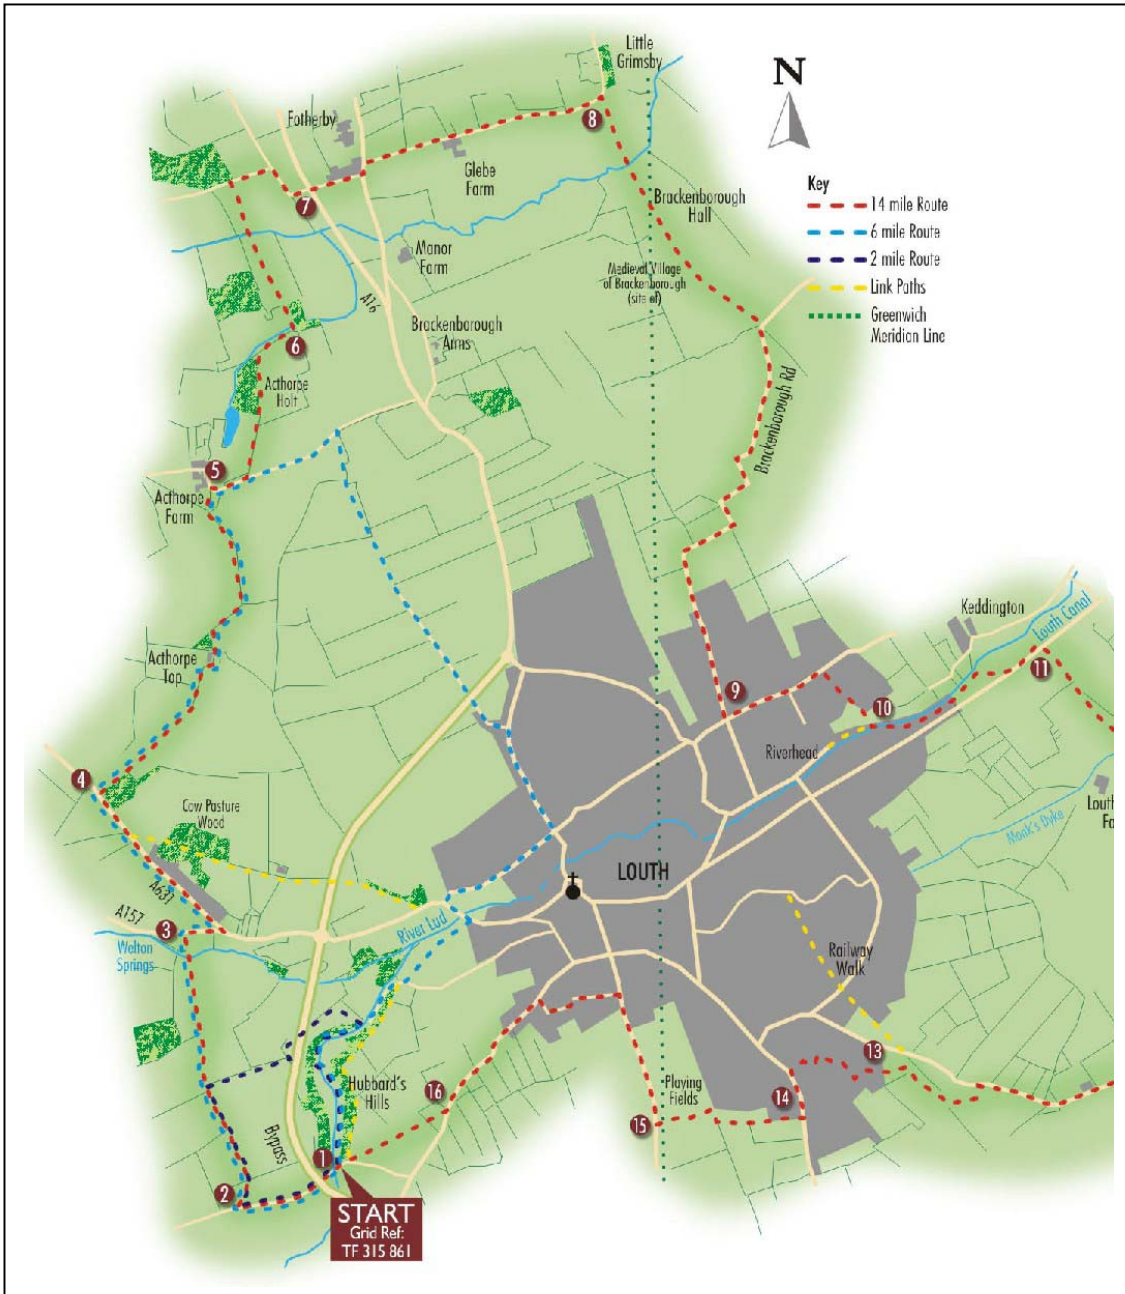 Little
Grimsby
N
Fotherby
8
Glebe
Farm
Key
14 mile Route
6 mile Route
2 mile Route
Link Paths
Greenwich
Meridian Line
Brackenborough
Hall
7
Manor
Farm
Medieval Village
of Brackenborough
(site of)
A16
Brackenborough
Arms
6
Acthorpe
Holt
Brackenborough Rd
5
Acthorpe
Farm
Keddington
Louth Canal
Acthorpe
Top
11
9
10
Riverhead
4
Cow Pasture
Wood
Louth
Fa
Monk's Dyke
LOUTH
A631
A157
3
River Lud
Welton
Springs
Railway
Walk
13
Hubbard's
Hills
16
Playing
Fields
14
15
Bypass
1
2
START
Grid Ref:
TF 315 861